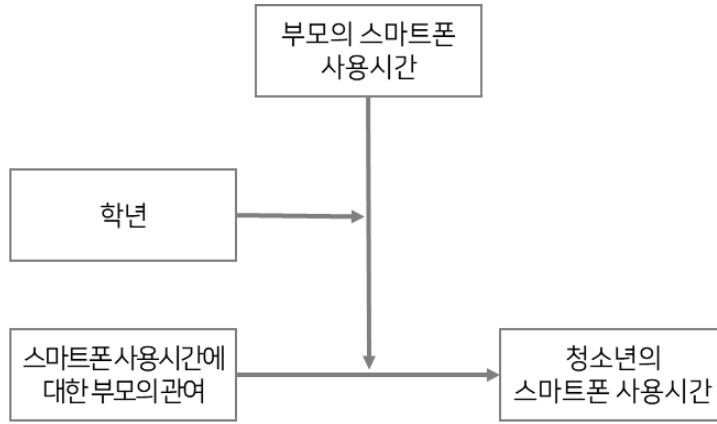 부모의 스마트폰
사용시간
학년
스마트폰 사용시간에
대한 부모의 관여
청소년의
스마트폰 사용시간